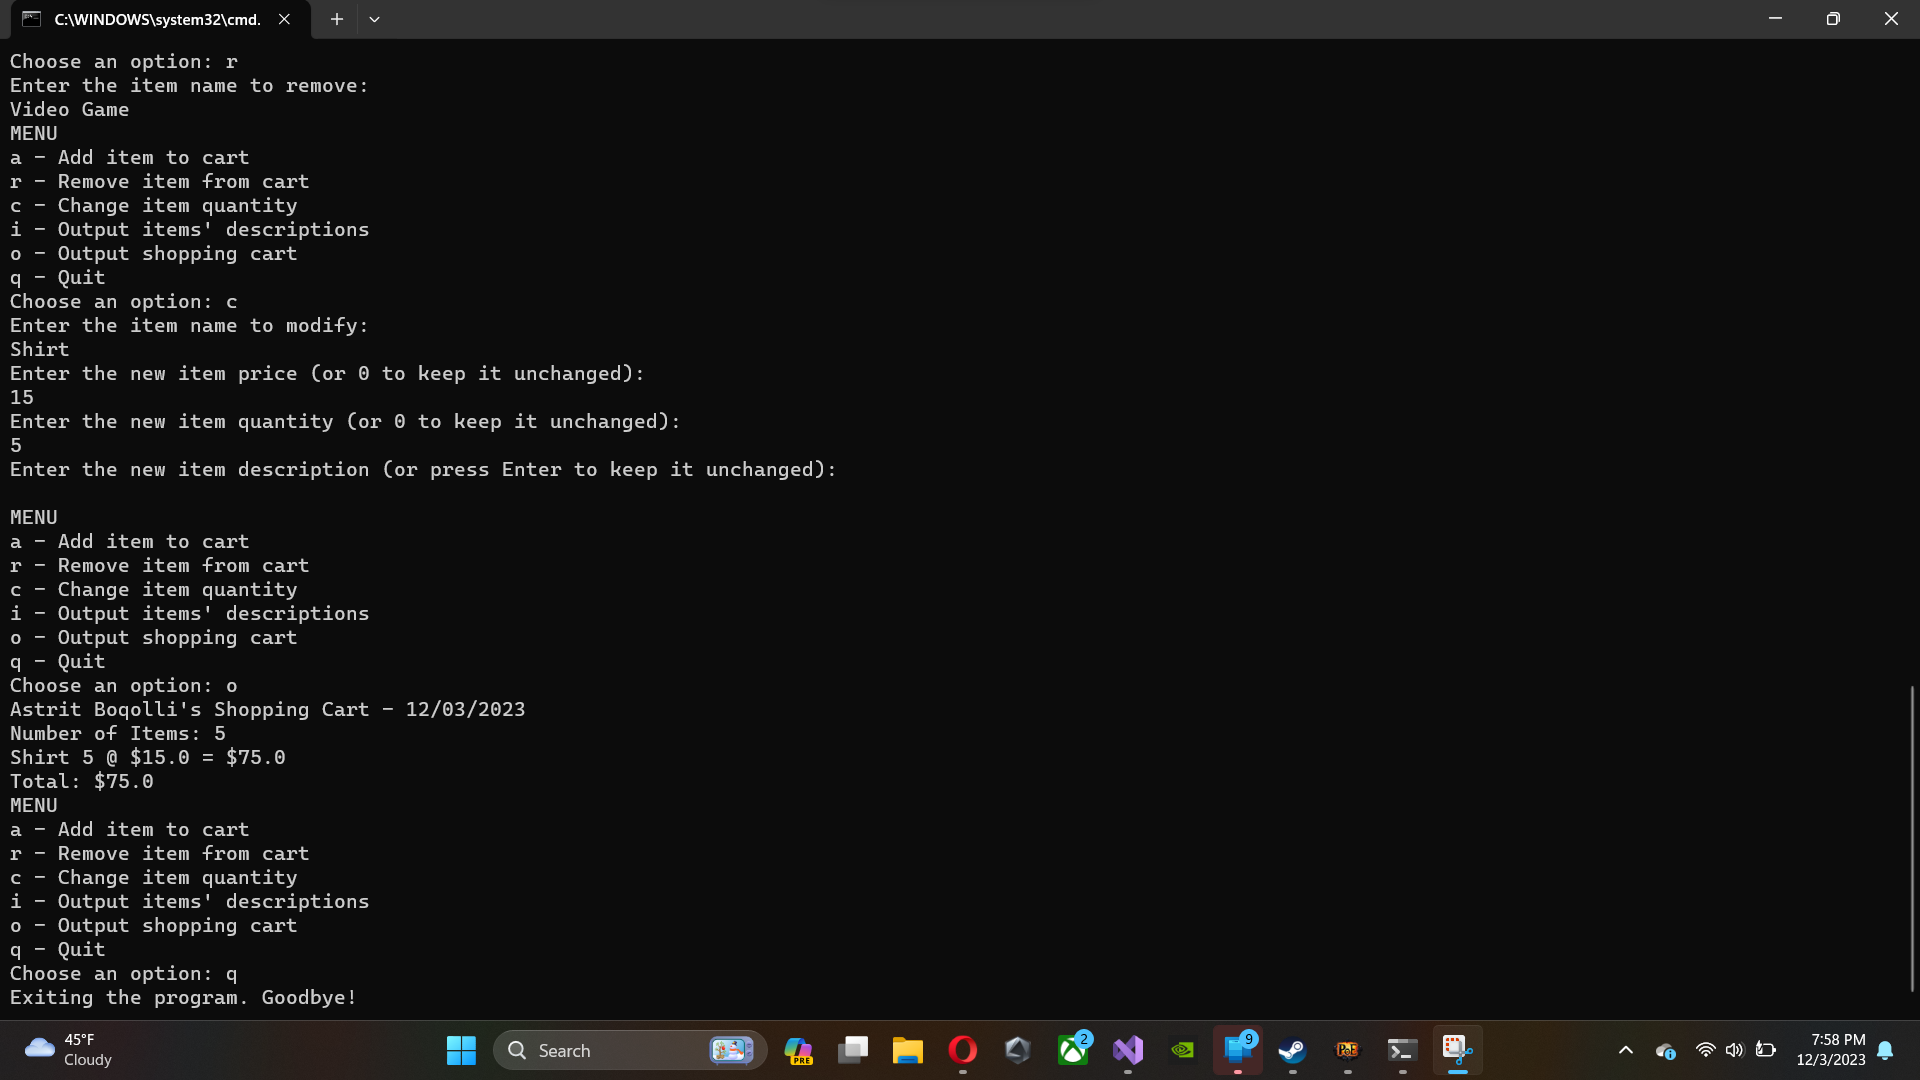 C:\WINDOWS\system32\cmd.
Choose an option: r
Enter the item name to remove:
Video Game
MENU
a - Add item to cart
r - Remove item from cart
c - Change item quantity
i - Output items' descriptions
o - Output shopping cart
q - Quit
Choose an option: c
Enter the item name to modify:
Shirt
Enter the new item price (or 0 to keep it unchanged):
15
Enter the new item quantity (or 0 to keep it unchanged):
5
Enter the new item description (or press Enter to keep it unchanged):
MENU
a - Add item to cart
r - Remove item from cart
c - Change item quantity
i - Output items' descriptions
o - Output shopping cart
q - Quit
Choose an option: o
Astrit Boqolli's Shopping Cart - 12/03/2023
Number of Items: 5
Shirt 5 @ $15.0 = $75.0
Total: $75.0
MENU
a - Add item to cart
r - Remove item from cart
c - Change item quantity
i - Output items' descriptions
o - Output shopping cart
q - Quit
Choose an option: q
Exiting the program. Goodbye!
45°F
Cloudy
Search
PRE
2
9
PoE
7:58 PM
12/3/2023